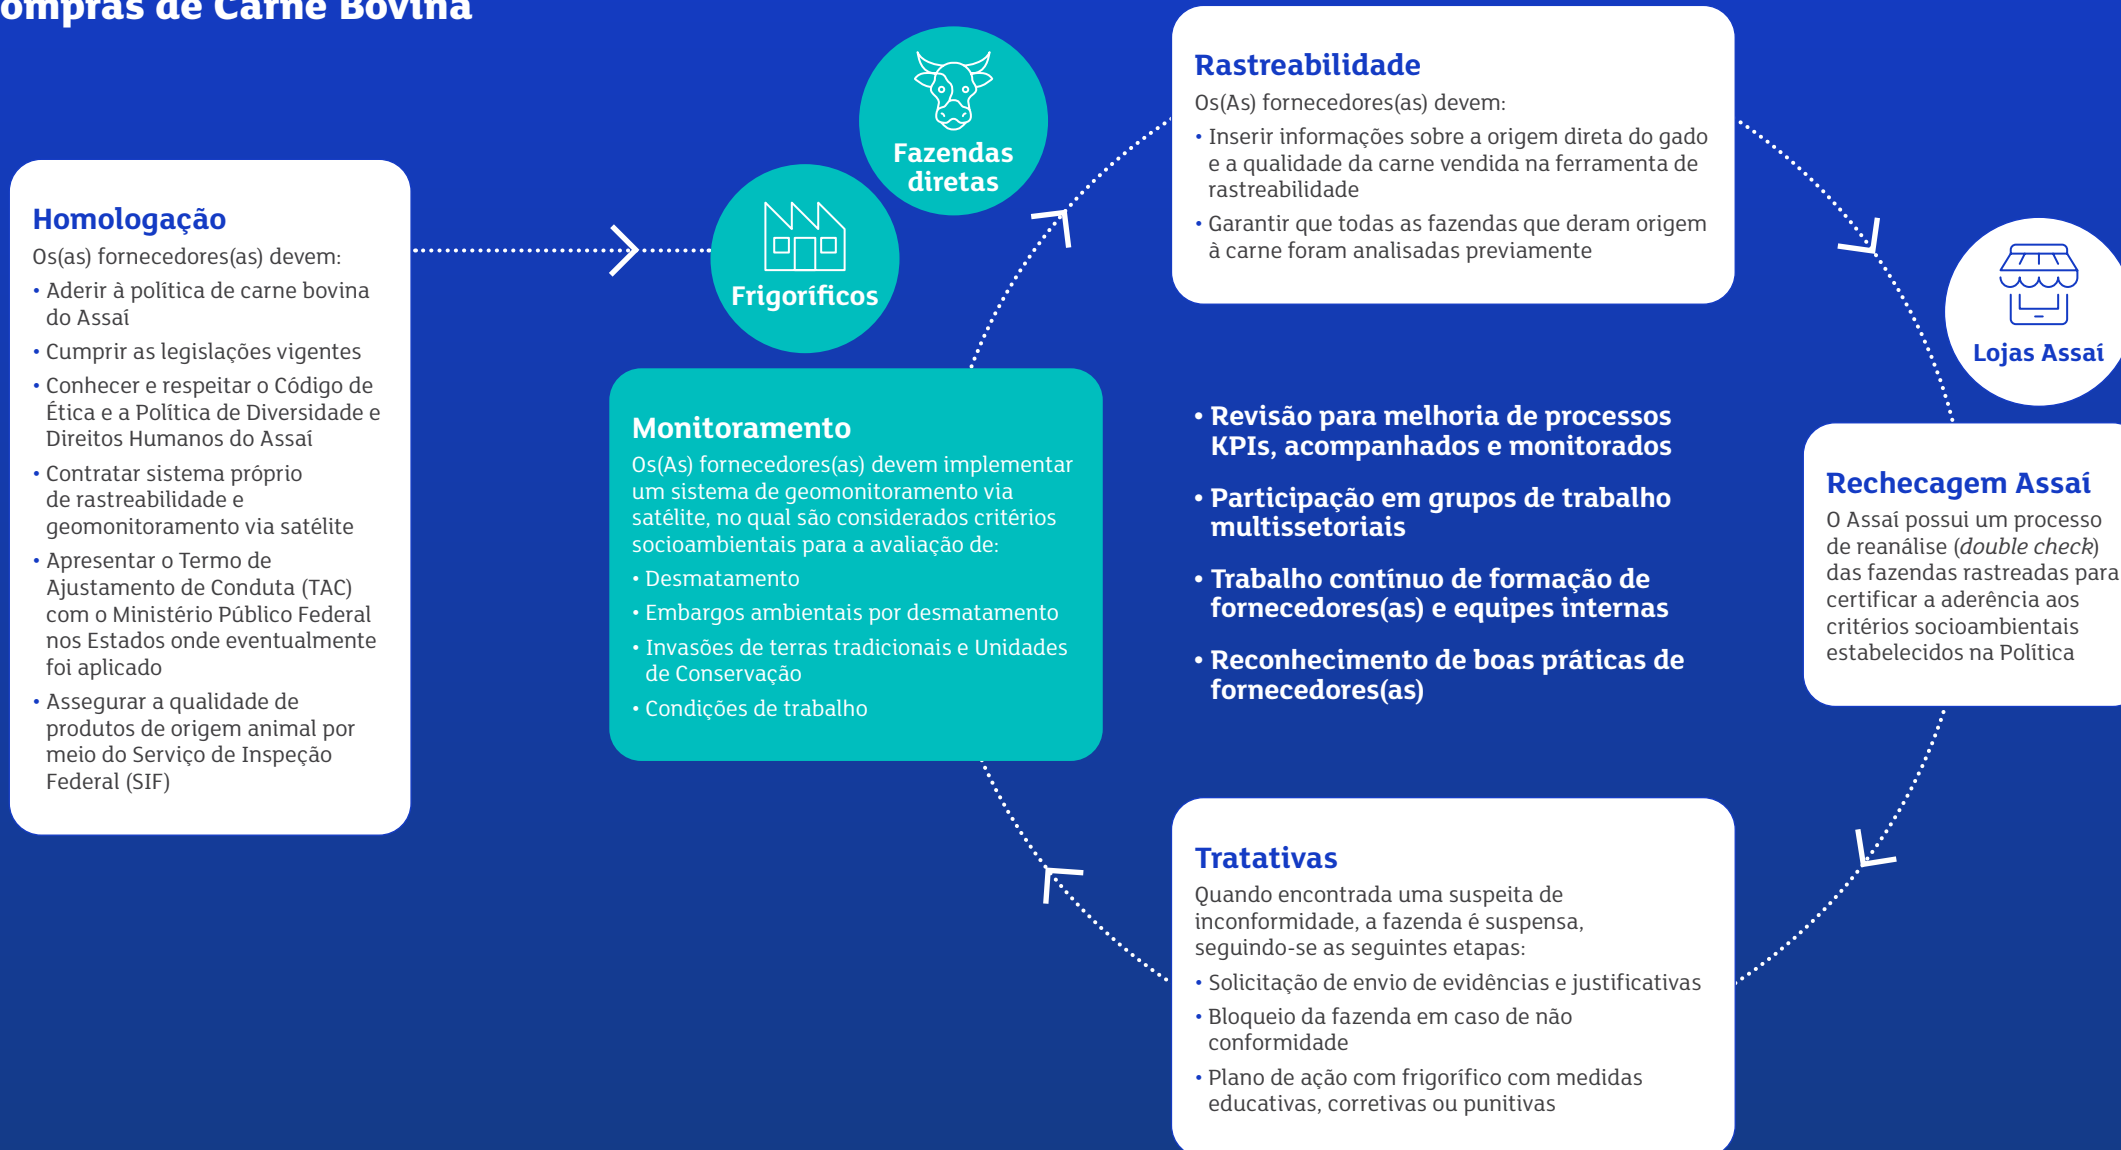 ompras de Carne Bovina
Homologação
Os(as) fornecedores(as) devem:
• Aderir à política de carne bovina
do Assaí
• Cumprir as legislações vigentes
• Conhecer e respeitar o Código de
Ética e a Política de Diversidade e
Direitos Humanos do Assaí
• Contratar sistema próprio
de rastreabilidade e
geomonitoramento via satélite
• Apresentar o Termo de
Ajustamento de Conduta (TAC)
com o Ministério Público Federal
nos Estados onde eventualmente
foi aplicado
• Assegurar a qualidade de
produtos de origem animal por
meio do Serviço de Inspeção
Federal (SIF)
Frigoríficos
Fazendas
diretas
Monitoramento
Os(As) fornecedores(as) devem implementar
um sistema de geomonitoramento via
satélite, no qual são considerados critérios
socioambientais para a avaliação de:
• Desmatamento
• Embargos ambientais por desmatamento
• Invasões de terras tradicionais e Unidades
de Conservação
• Condições de trabalho
Rastreabilidade
Os(As) fornecedores(as) devem:
• Inserir informações sobre a origem direta do gado
e a qualidade da carne vendida na ferramenta de
rastreabilidade
• Garantir que todas as fazendas que deram origem
à carne foram analisadas previamente
• Revisão para melhoria de processos
KPIs, acompanhados e monitorados
• Participação em grupos de trabalho
multissetoriais
• Trabalho contínuo de formação de
fornecedores(as) e equipes internas
• Reconhecimento de boas práticas de
fornecedores(as)
Lojas Assaí
Rechecagem Assaí
O Assaí possui um processo
de reanálise (double check)
das fazendas rastreadas para
certificar a aderência aos
critérios socioambientais
estabelecidos na Política
Tratativas
Quando encontrada uma suspeita de
inconformidade, a fazenda é suspensa,
seguindo-se as seguintes etapas:
• Solicitação de envio de evidências e justificativas
• Bloqueio da fazenda em caso de não
conformidade
• Plano de ação com frigorífico com medidas
educativas, corretivas ou punitivas